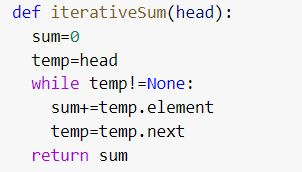 def iterativeSum(head):
  sum=0
  temp=head
  while temp!=None:
    sum+=temp.element
    temp=temp.next
  return sum